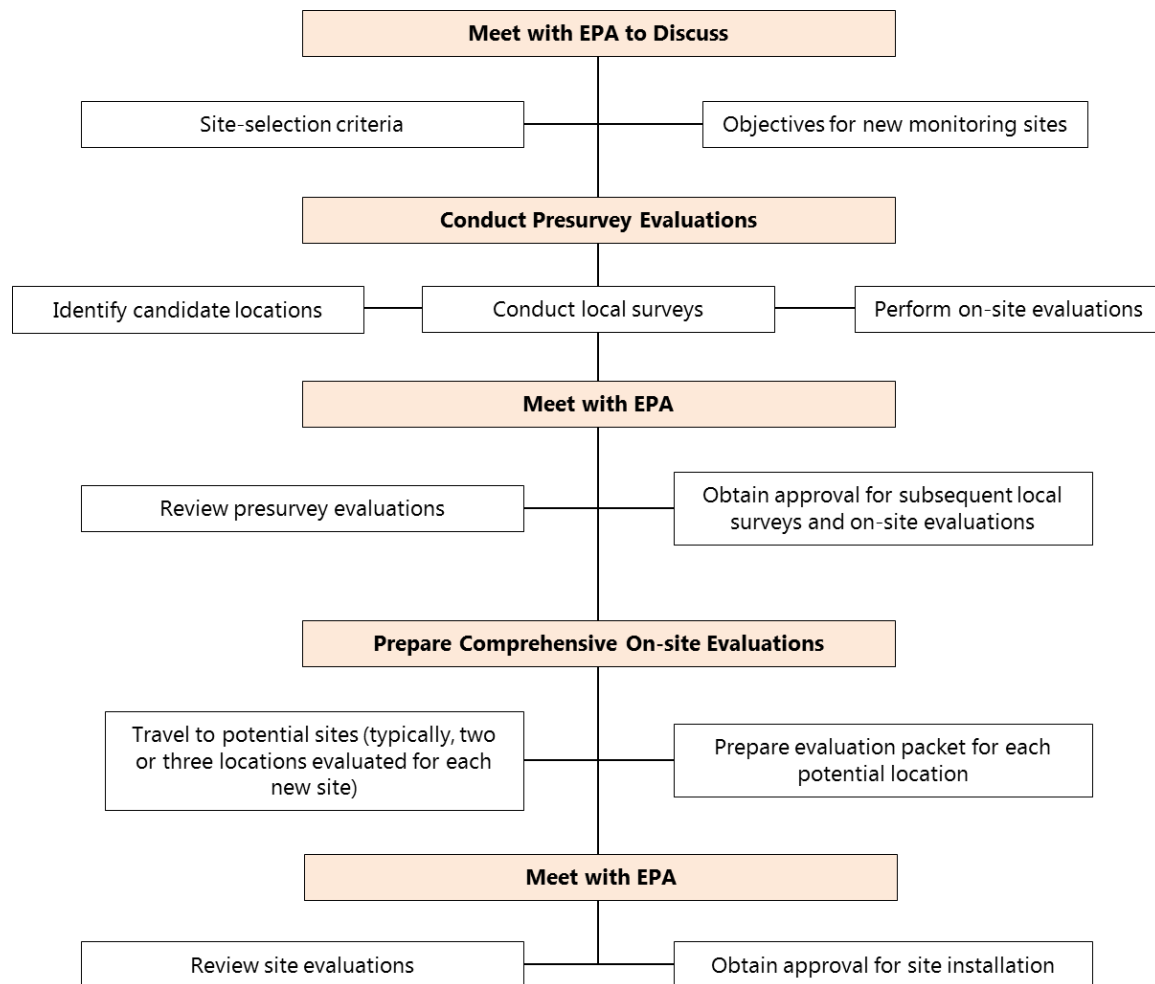 Meet with EPA to Discuss
Site-selection criteria
Objectives for new monitoring sites
Conduct Presurvey Evaluations
Identify candidate locations
Conduct local surveys
Perform on-site evaluations
Meet with EPA
Review presurvey evaluations
Obtain approval for subsequent local
surveys and on-site evaluations
Prepare Comprehensive On-site Evaluations
Travel to potential sites (typically, two
or three locations evaluated for each
new site)
Prepare evaluation packet for each
potential location
Meet with EPA
Review site evaluations
Obtain approval for site installation